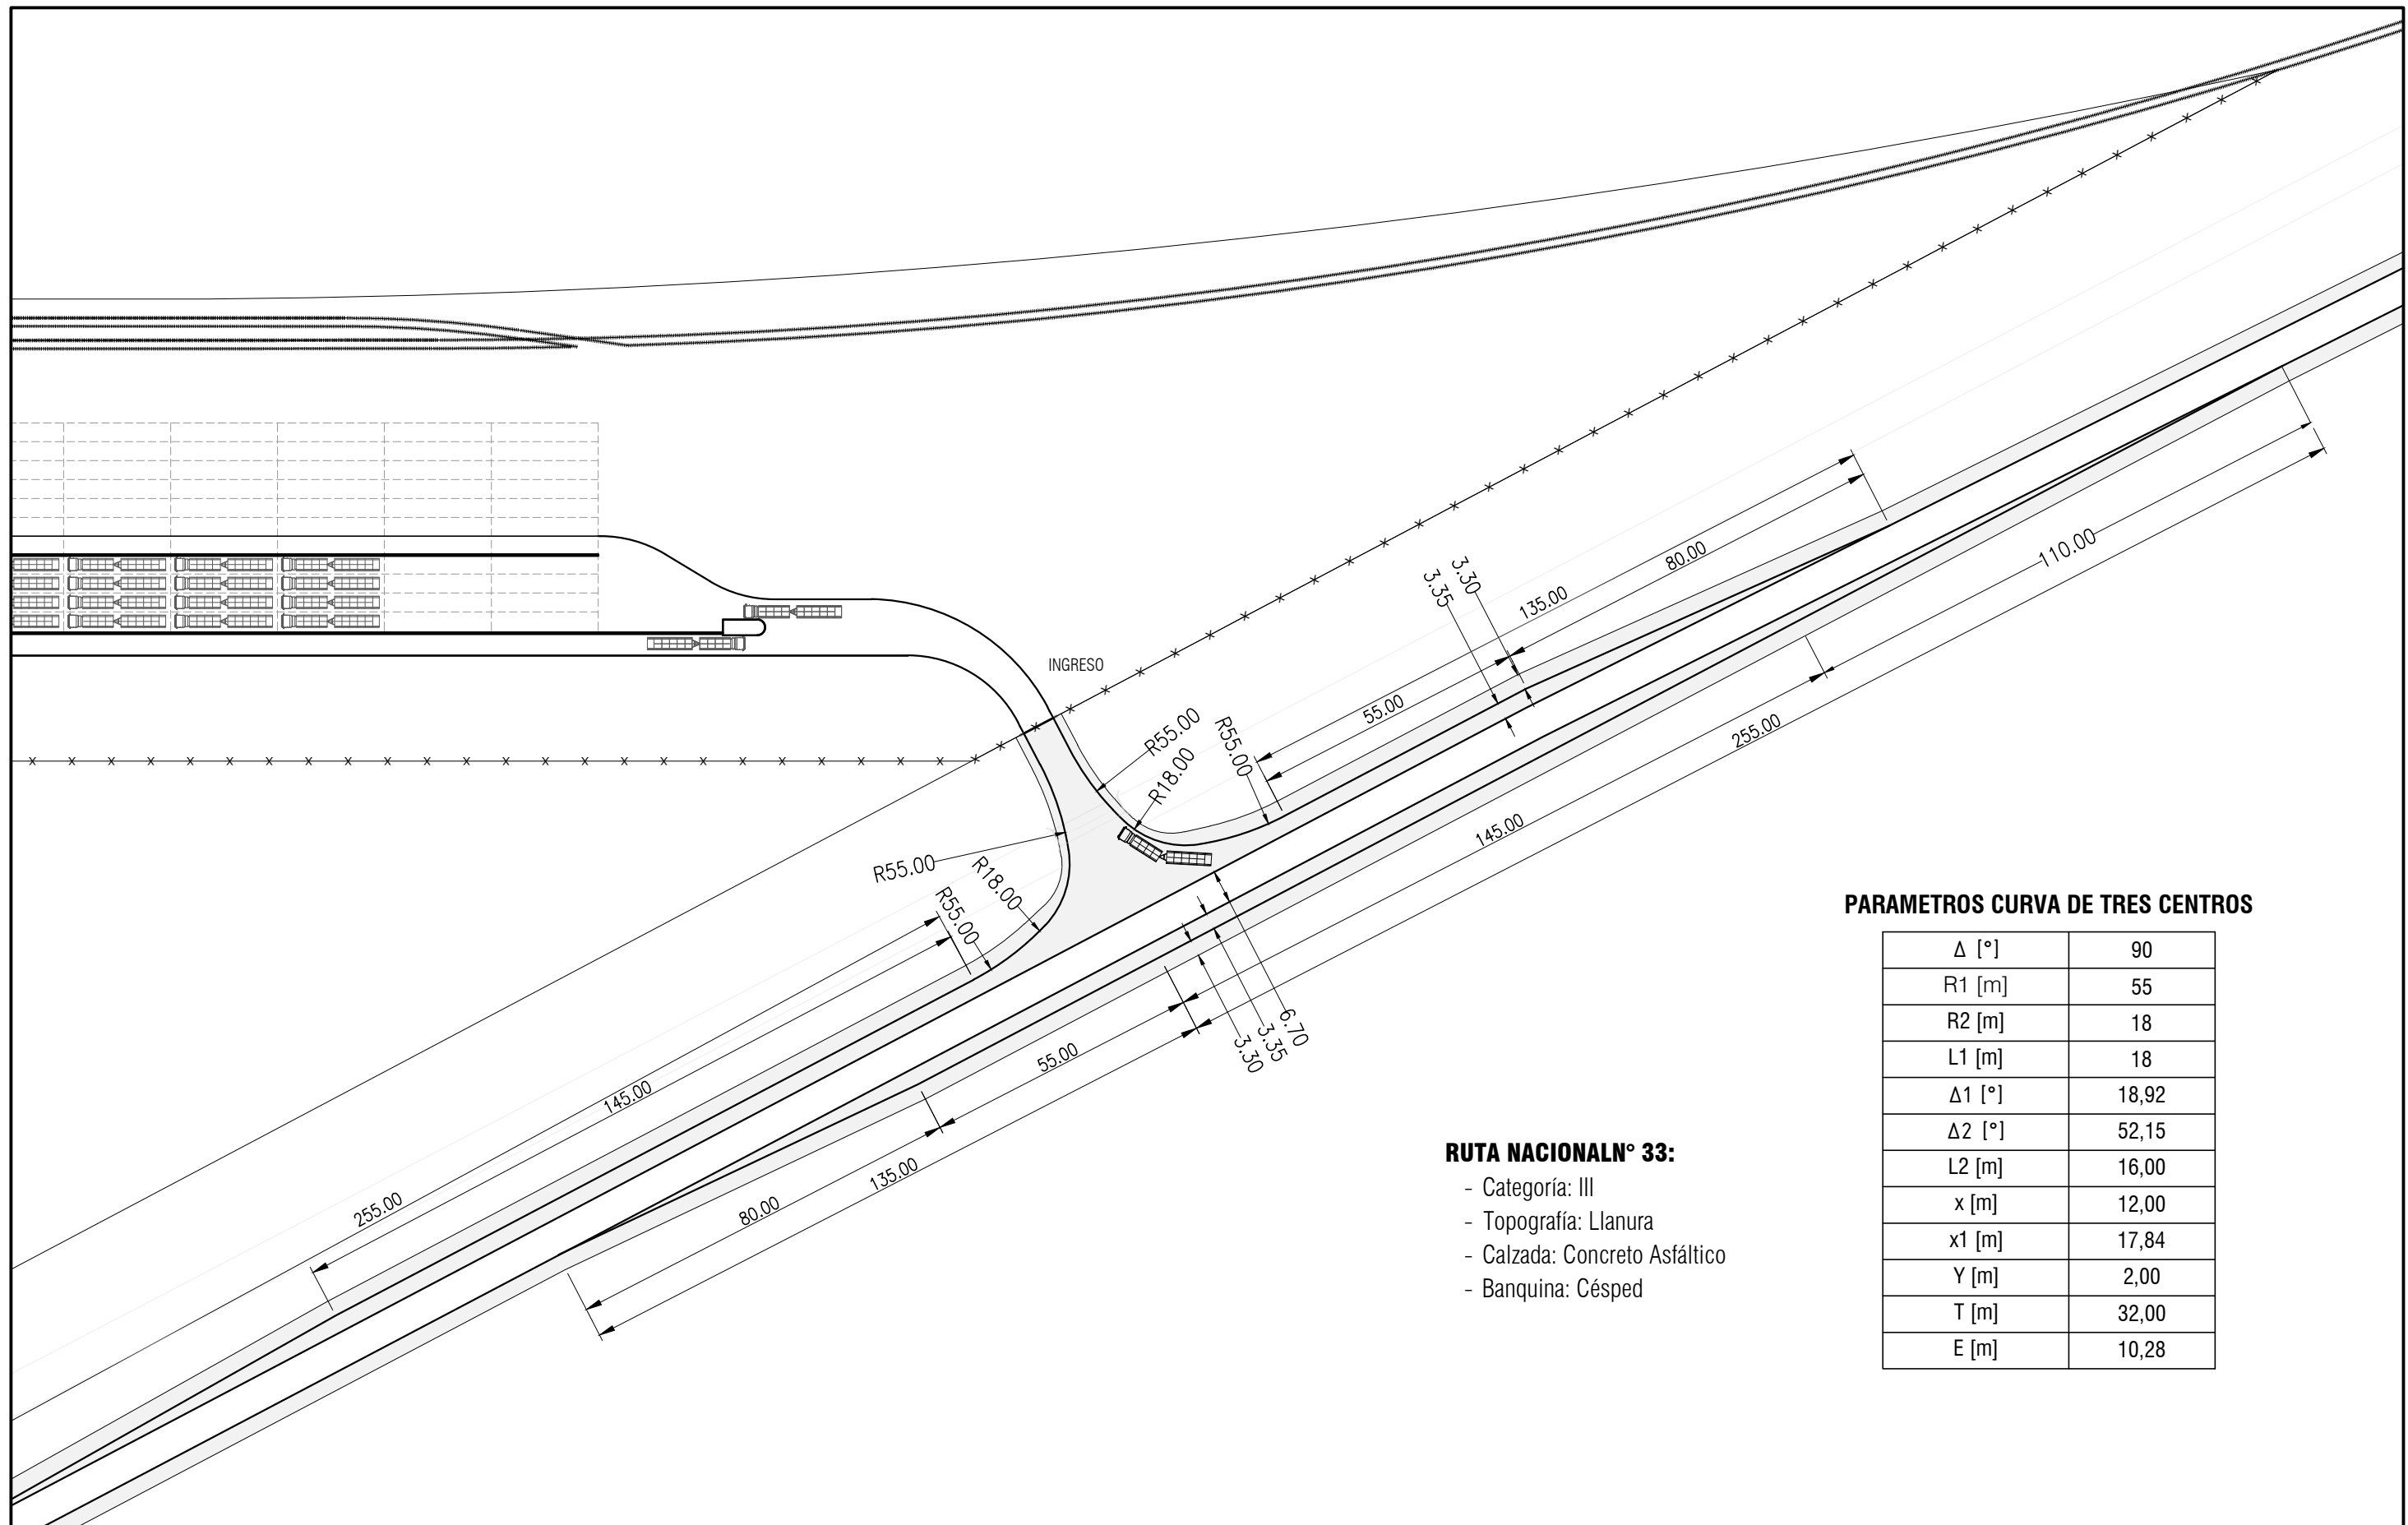 3.30
3.35
80.00
110.00
135.00
INGRESO
55.00
R55.00
R18.00
R55.00
255.00
145.00
R55.00
R18.00
R55.00
6.70
3.35
3.30
55.00
145.00
135.00
80.00
255.00
PARAMETROS CURVA DE TRES CENTROS
Δ [°] 90
R1 [m] 55
R2 [m] 18
L1 [m] 18
Δ1 [°] 18,92
Δ2 [°] 52,15
L2 [m] 16,00
x [m] 12,00
x1 [m] 17,84
Y [m] 2,00
T [m] 32,00
E [m] 10,28
RUTA NACIONALN° 33:
- Categoría: III
- Topografía: Llanura
- Calzada: Concreto Asfáltico
- Banquina: Césped